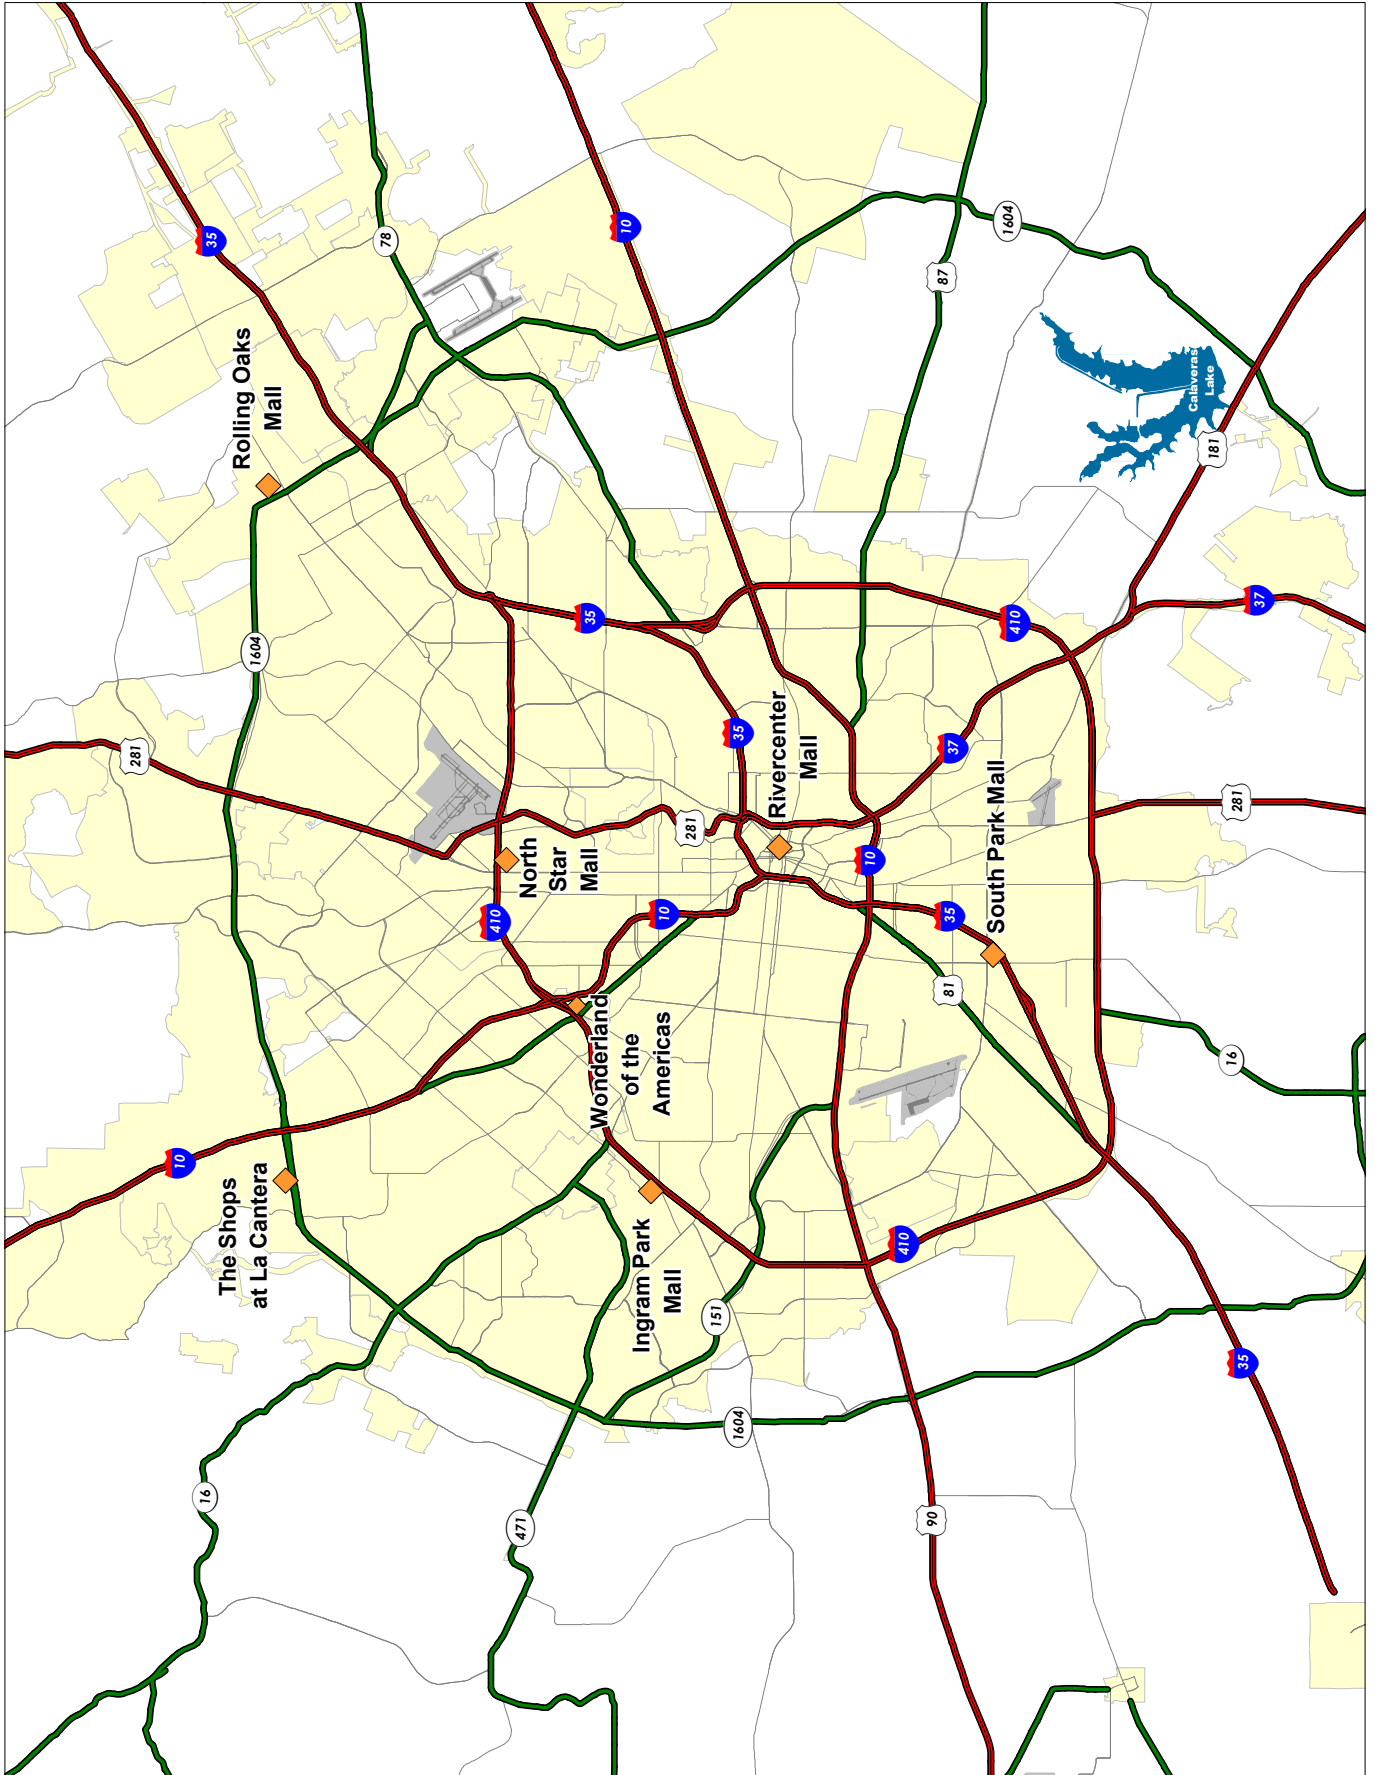 281
10
16
35
The Shops
at La Cantera
Rolling Oaks
Mall
1604
78
410
471
North
Star
Mall
35
Wonderland
of the
Americas
10
Ingram Park
Mall
10
281
151
1604
35
Rivercenter
Mall
10
410
90
87
81
35
37
South Park Mall
1604
410
Calaveras
Lake
181
16
281
35
37